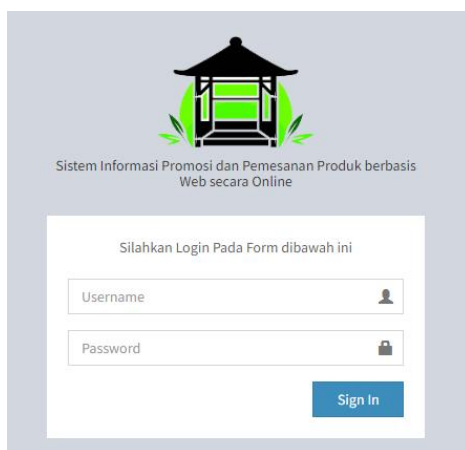 Sistem Informasi Promosi dan Pemesanan Produk berbasis
Web secara Online
Silahkan Login Pada Form dibawah ini
Username
Password
Sign In